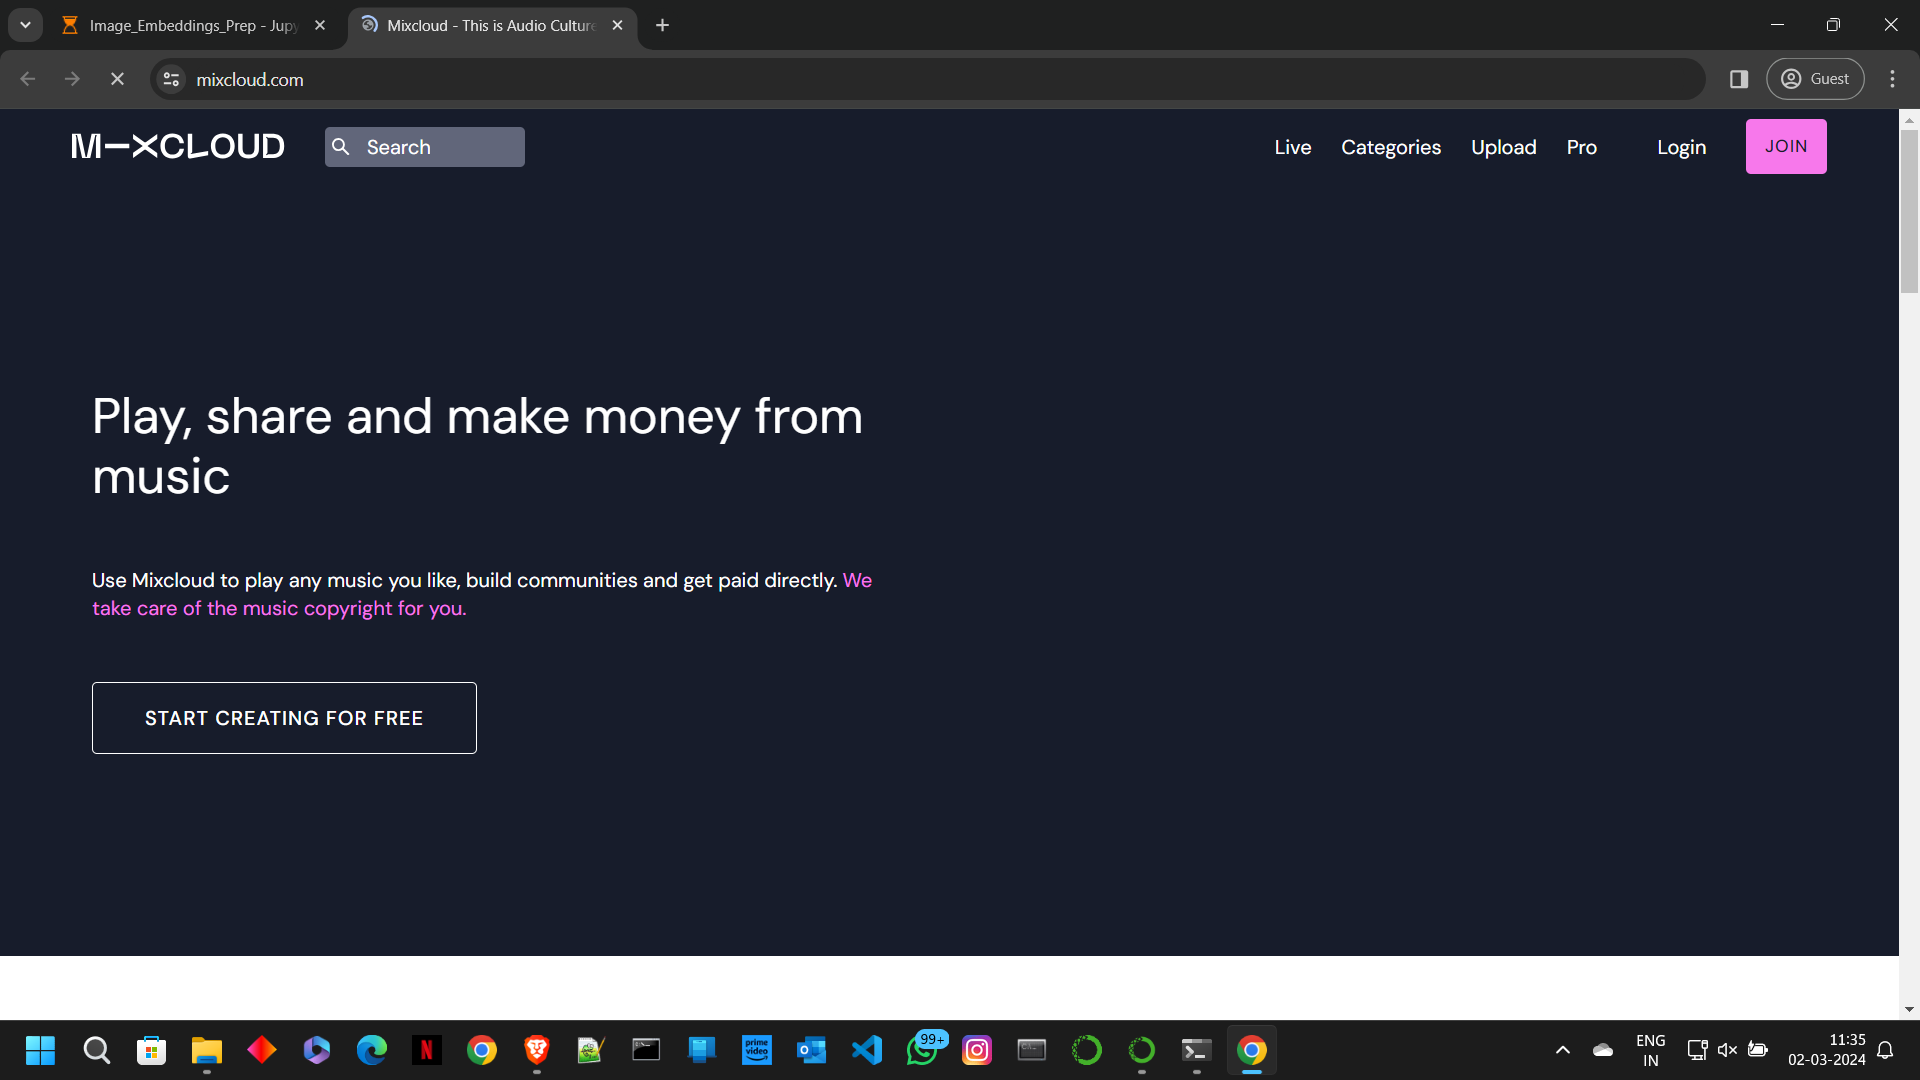 Image_Embeddings_Prep - Jupy
Mixcloud - This is Audio Culture
mixcloud.com
Guest
MIXCLOUD
Search
Live
Categories
Upload
Pro
Login
JOIN
Play, share and make money from
music
Use Mixcloud to play any music you like, build communities and get paid directly. We
take care of the music copyright for you.
START CREATING FOR FREE
N
prime
video
99+
ENG
IN
11:35
02-03-2024